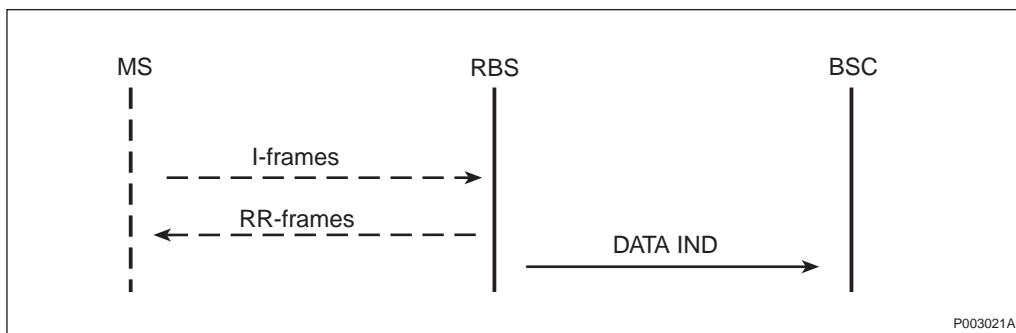 MS RBS BSC
I-frames
RR-frames
DATA IND
P003021A